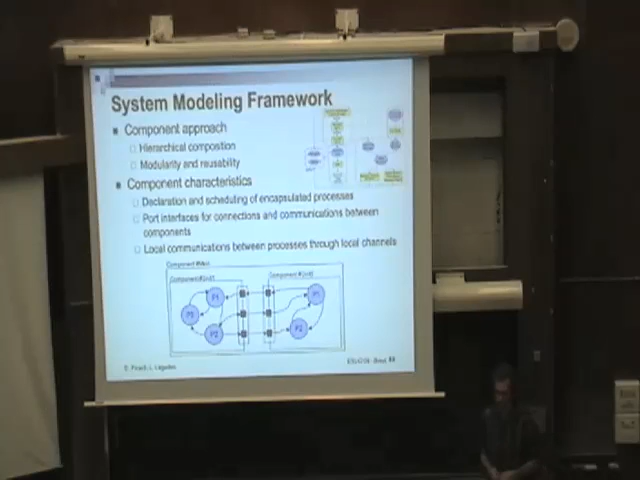 System Modeling Framework
Component approach
Hierarchical composition
Modularity and reusability
Component characteristics
Declaration and scheduling of encapsulated processes
Port interfaces for connections and communications between
components
Local communications between processes through local channels
P1
P3
P2
P1
P2